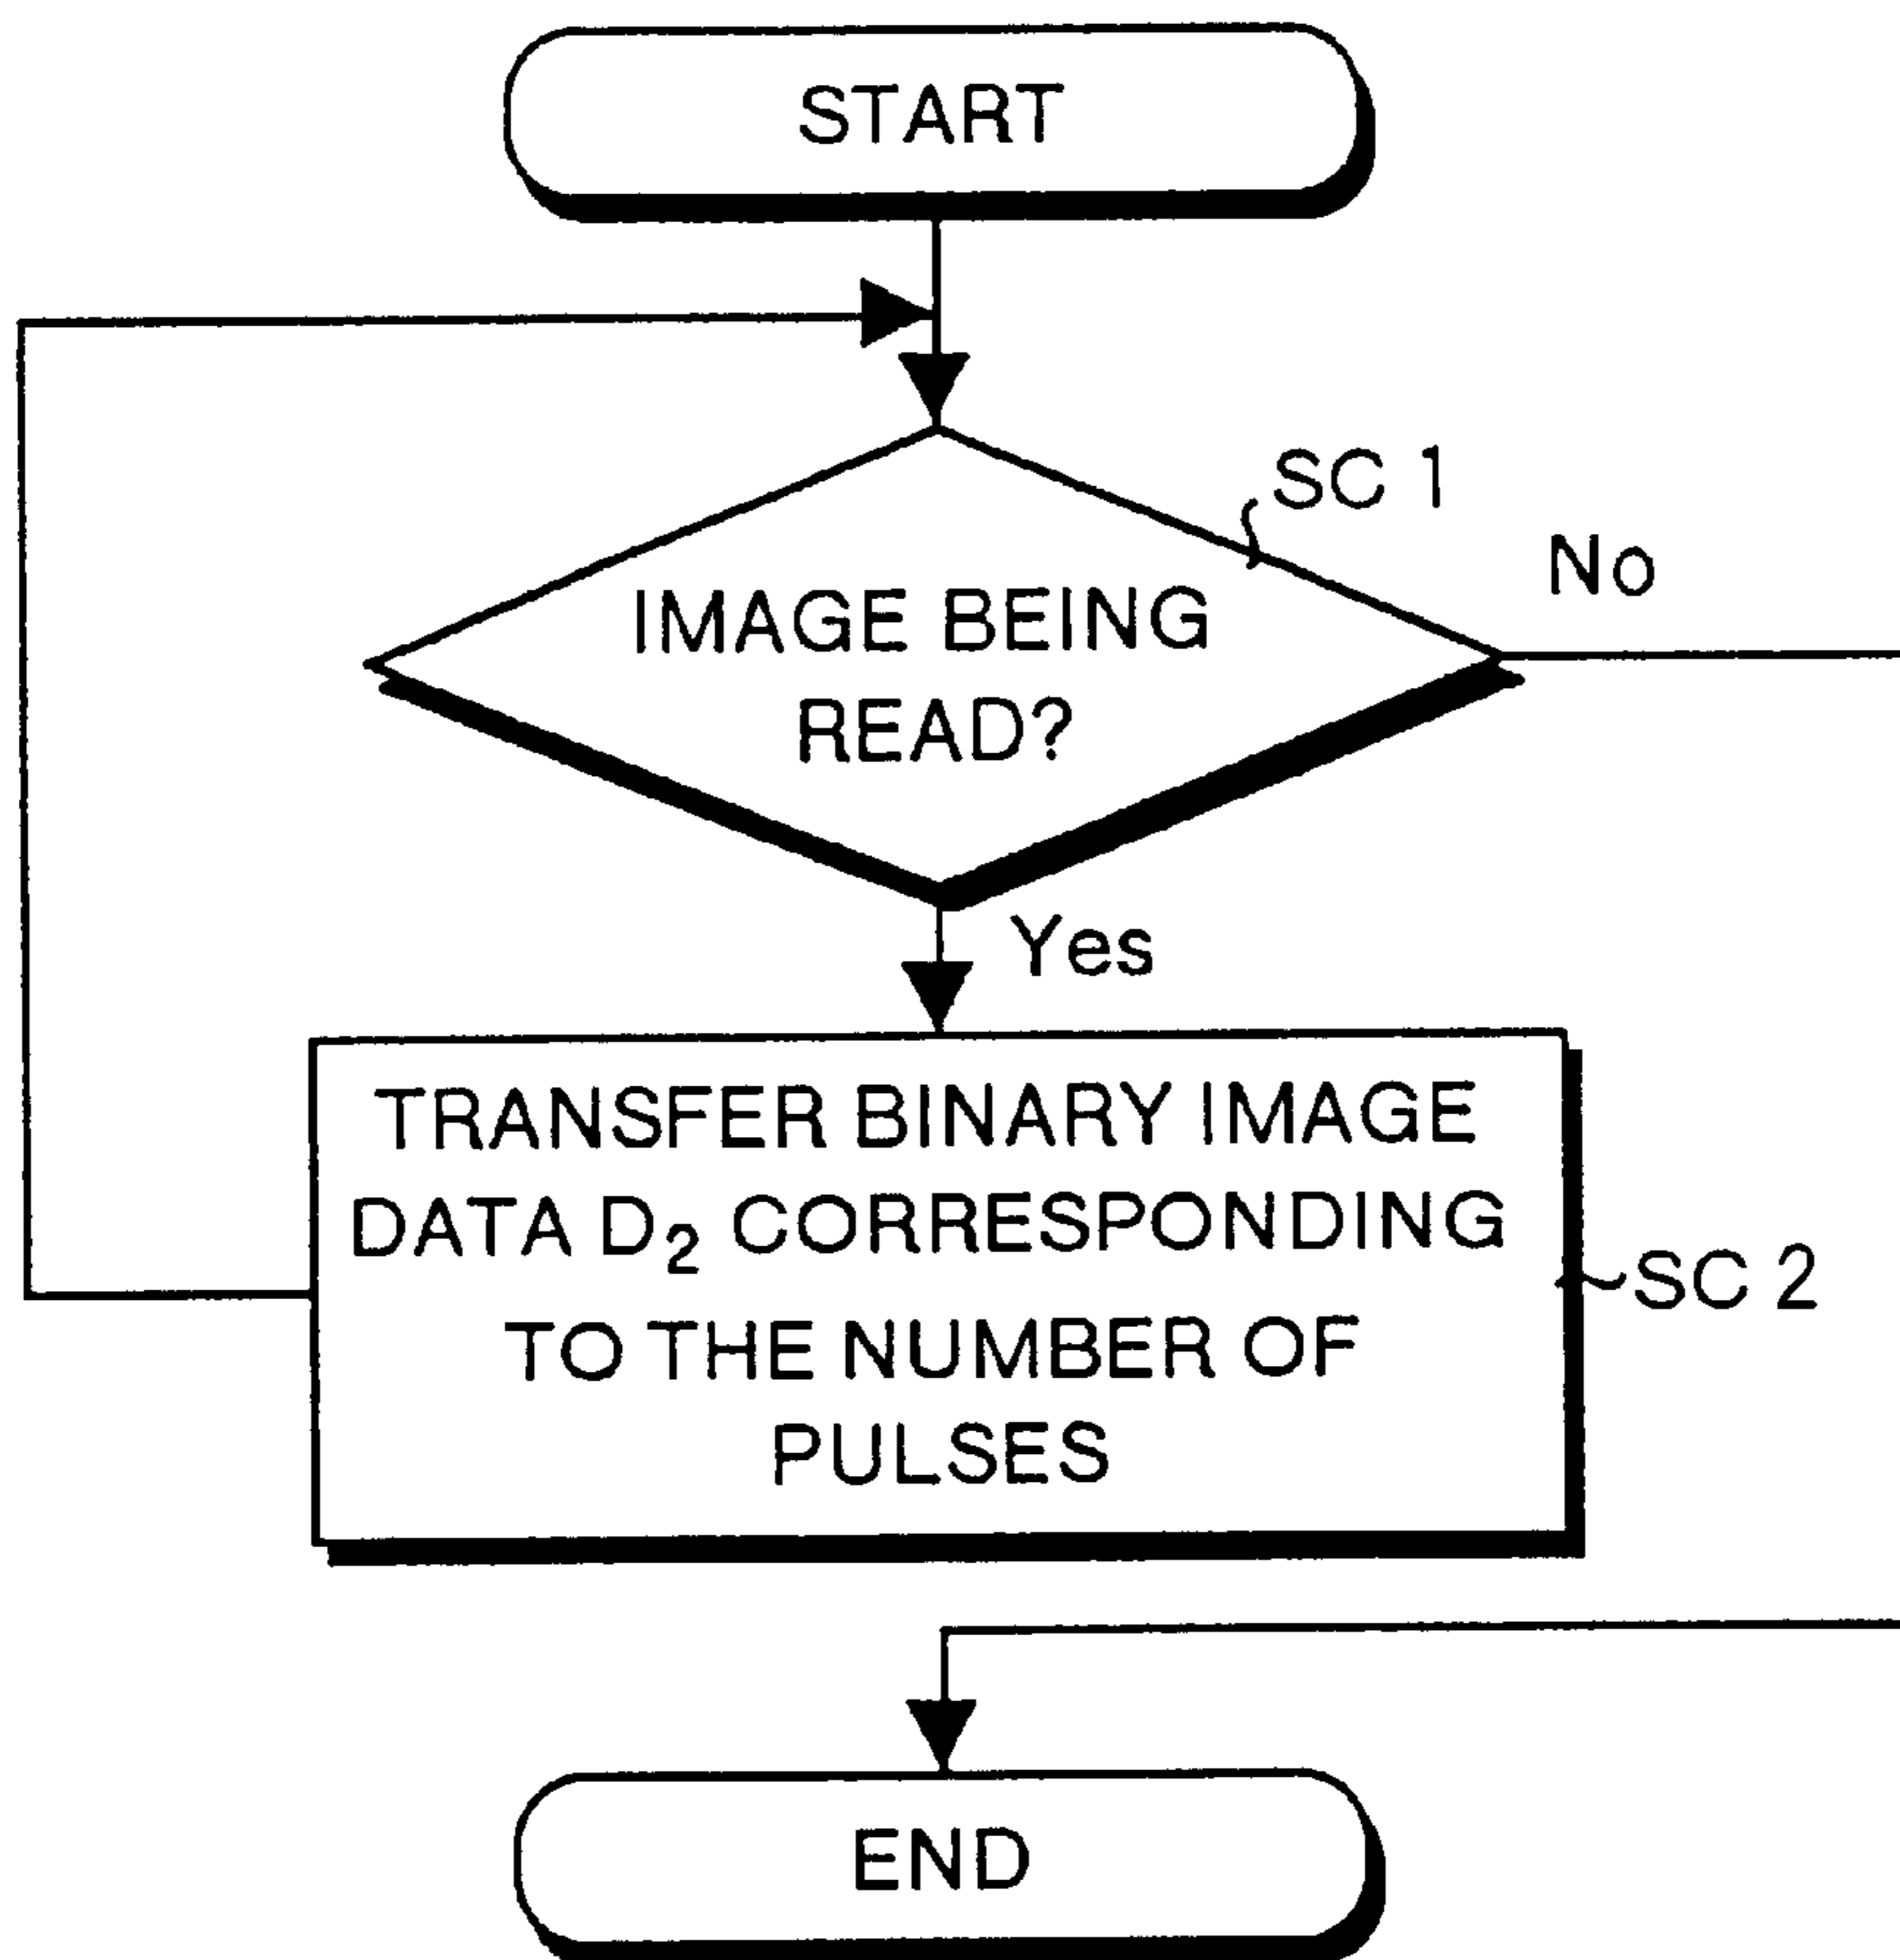 START
SC 1
No
IMAGE BEING
READ?
Yes
TRANSFER BINARY IMAGE
DATA D₂ CORRESPONDING
TO THE NUMBER OF
PULSES
SC 2
END